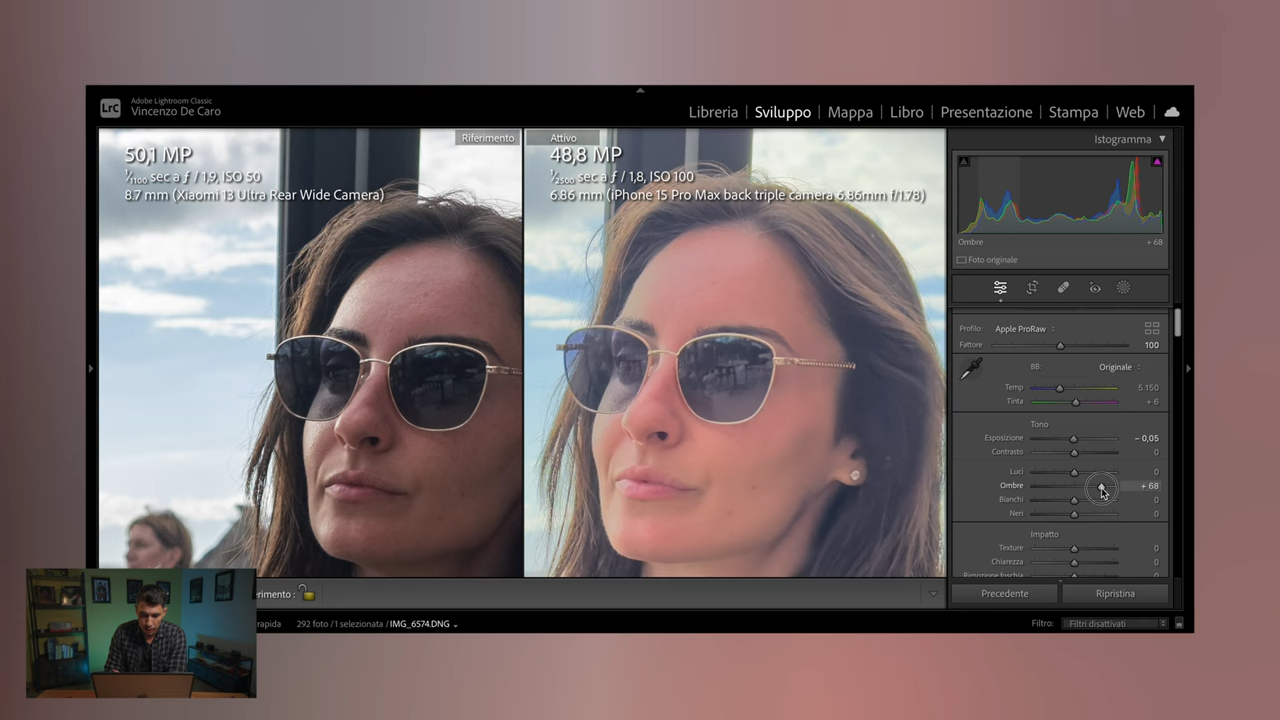 LrC
Adobe Lightroom Classic
Vincenzo De Caro
Libreria | Sviluppo | Mappa | Libro | Presentazione | Stampa | Web
Riferimento
50,1 MP
1/1100 sec a ƒ / 1,9, ISO 50
8.7 mm (Xiaomi 13 Ultra Rear Wide Camera)
Attivo
48,8 MP
1/2500 sec a ƒ / 1,8, ISO 100
6.86 mm (iPhone 15 Pro Max back triple camera 6.86mm f/1.78)
Istogramma
Ombre + 68
Foto originale
Profilo: Apple ProRaw
Fattore 100
BB: Originale
Temp 5.150
Tinta + 6
Tono
Esposizione − 0,05
Contrasto 0
Luci 0
Ombre + 68
Bianchi 0
Neri 0
Impatto
Texture 0
Chiarezza 0
Rimozione foschia
Precedente Ripristina
erimento :
rapida 292 foto / 1 selezionata / IMG_6574.DNG
Filtro: Filtri disattivati